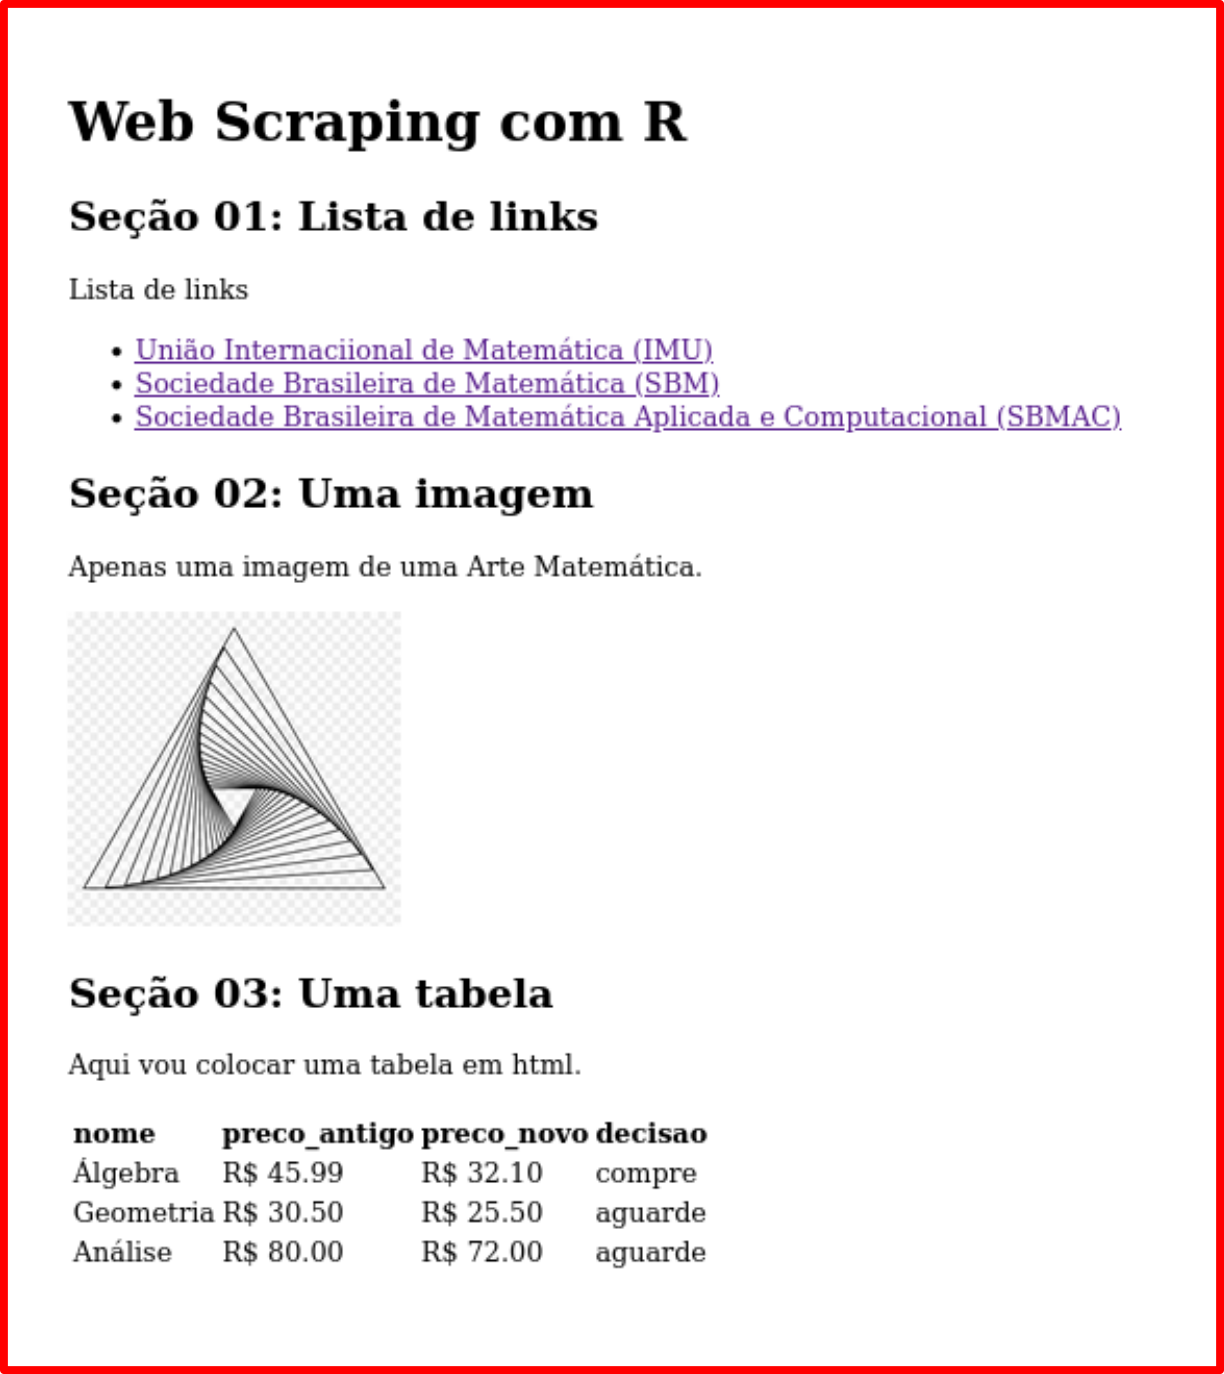 Web Scraping com R
Seção 01: Lista de links
Lista de links
• União Internaciional de Matemática (IMU)
• Sociedade Brasileira de Matemática (SBM)
• Sociedade Brasileira de Matemática Aplicada e Computacional (SBMAC)
Seção 02: Uma imagem
Apenas uma imagem de uma Arte Matemática.
Seção 03: Uma tabela
Aqui vou colocar uma tabela em html.
nome preco_antigo preco_novo decisao
Álgebra R$ 45.99 R$ 32.10 compre
Geometria R$ 30.50 R$ 25.50 aguarde
Análise R$ 80.00 R$ 72.00 aguarde